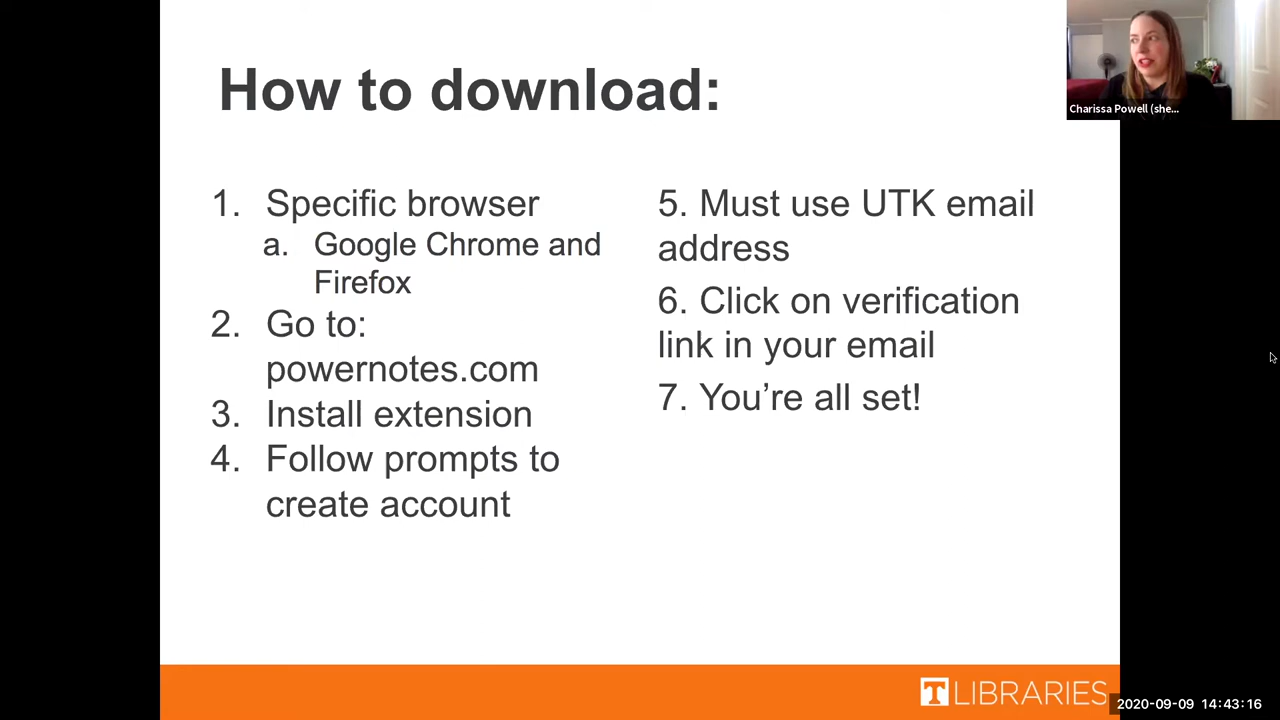 How to download:
1. Specific browser
a. Google Chrome and
Firefox
2. Go to:
powernotes.com
3. Install extension
4. Follow prompts to
create account
5. Must use UTK email
address
6. Click on verification
link in your email
7. You’re all set!
Charissa Powell (she...
T LIBRARIES
2020-09-09 14:43:16